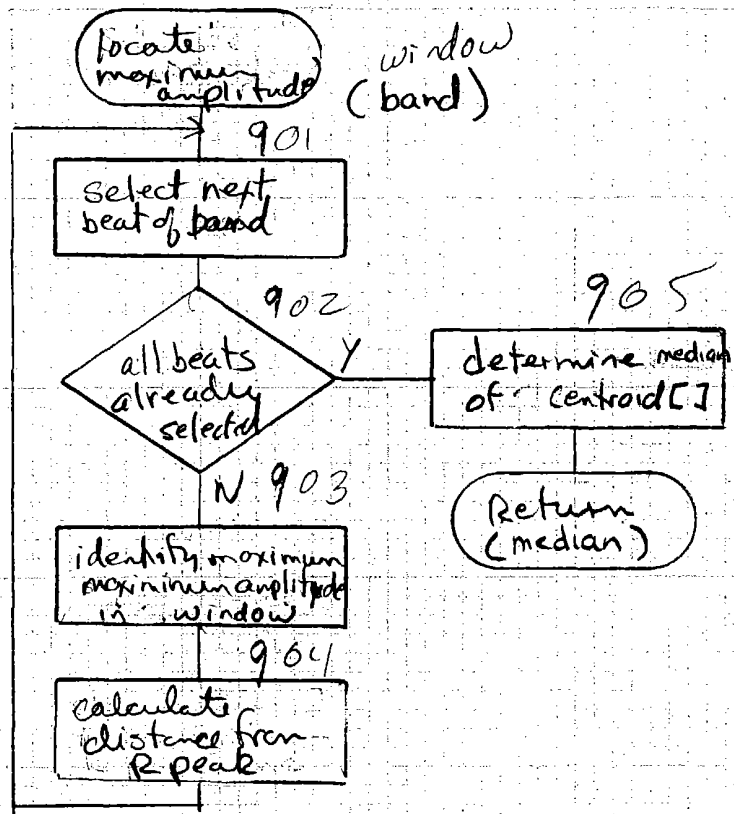 locate
maximum
amplitude
window
(band)
901
select next
beat of band
902
all beats
already
selected
Y
905
determine median
of centroid[]
Return
(median)
N 903
identify maximum
maximinum amplitude
in window
904
calculate
distance from
R peak